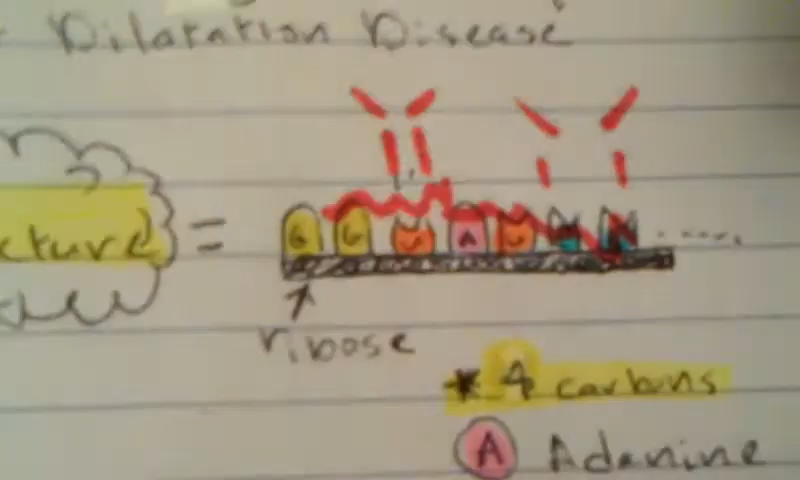 Dilatation Disease
cture = G G U A U
ribose
* 4 carbons
A Adanine